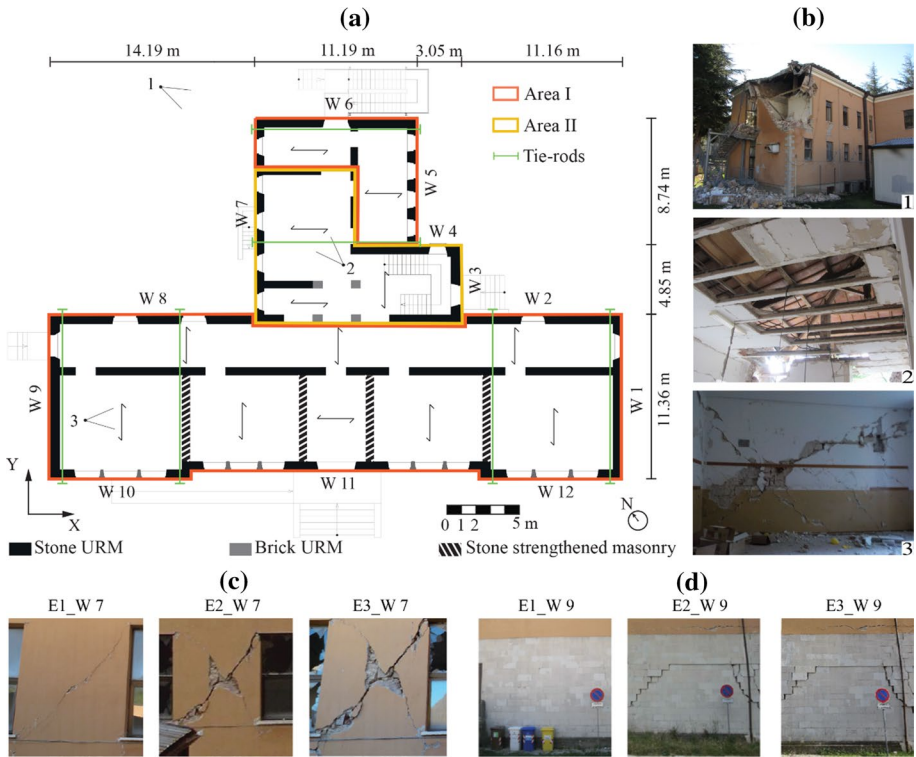 (a)
(b)
14.19 m
11.19 m
3.05 m
11.16 m
1
W 6
Area I
Area II
Tie-rods
W 5
W 7
8.74 m
W 4
2
W 3
4.85 m
W 8
W 2
W 9
W 1
3
11.36 m
Y
X
W 10
W 11
W 12
0 1 2 5 m
N
Stone URM
Brick URM
Stone strengthened masonry
1
2
3
(c)
(d)
E1_W 7
E2_W 7
E3_W 7
E1_W 9
E2_W 9
E3_W 9